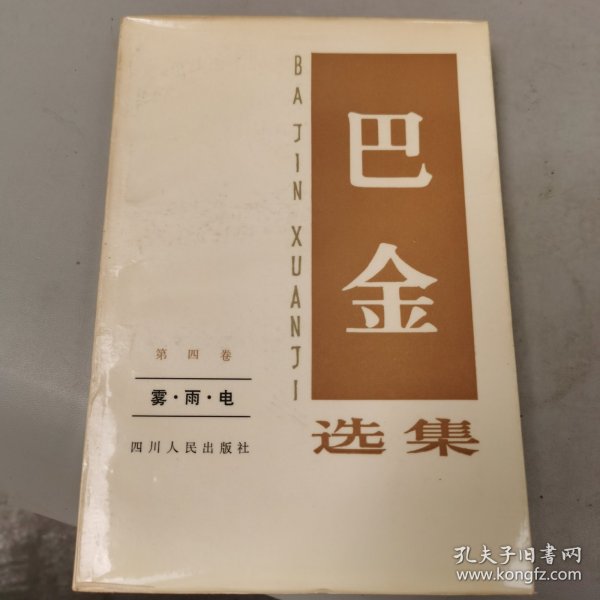 BA JIN XUANJI
巴金
选集
第四卷
雾·雨·电
四川人民出版社
孔夫子旧书网
www.kongfz.com